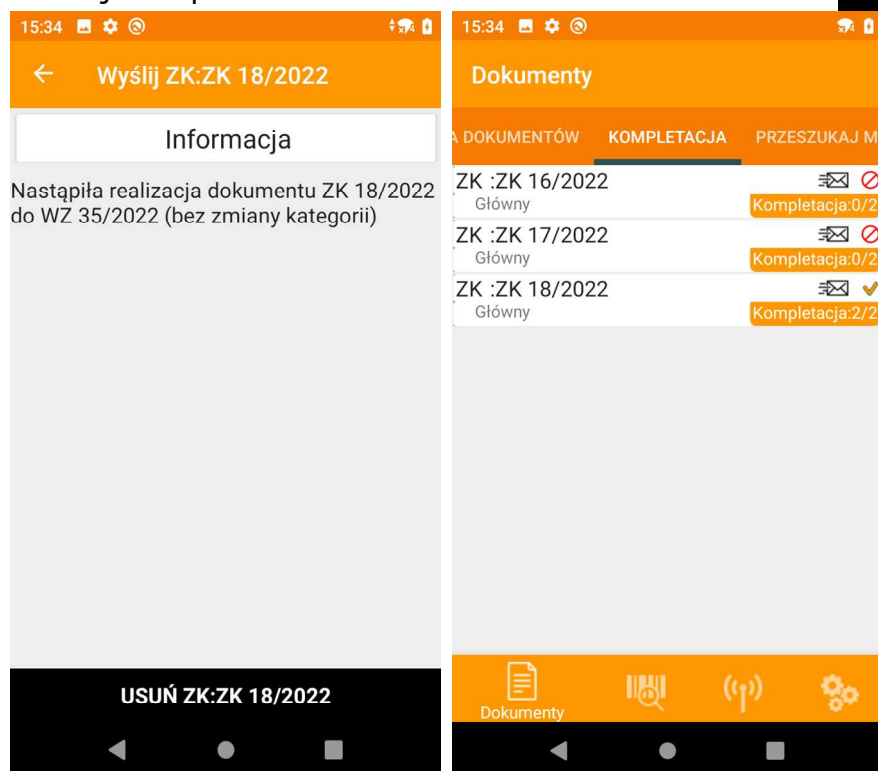 15:34
Wyślij ZK:ZK 18/2022
Informacja
Nastąpiła realizacja dokumentu ZK 18/2022
do WZ 35/2022 (bez zmiany kategorii)
USUŃ ZK:ZK 18/2022
15:34
Dokumenty
A DOKUMENTÓW KOMPLETACJA PRZESZUKAJ M
ZK :ZK 16/2022
Główny Kompletacja:0/2
ZK :ZK 17/2022
Główny Kompletacja:0/2
ZK :ZK 18/2022
Główny Kompletacja:2/2
Dokumenty